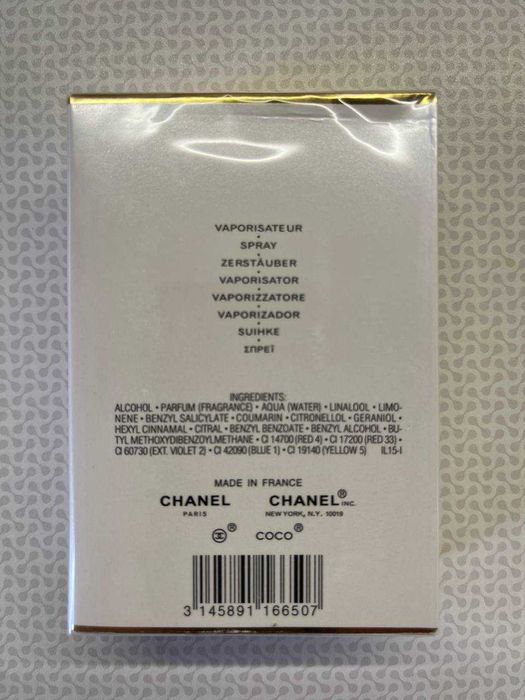 VAPORISATEUR
SPRAY
ZERSTÄUBER
VAPORISATOR
VAPORIZZATORE
VAPORIZADOR
SUIHKE
ΣΠΡΕΪ
INGREDIENTS:
ALCOHOL • PARFUM (FRAGRANCE) • AQUA (WATER) • LINALOOL • LIMO-
NENE • BENZYL SALICYLATE • COUMARIN • CITRONELLOL • GERANIOL •
HEXYL CINNAMAL • CITRAL • BENZYL BENZOATE • BENZYL ALCOHOL • BU-
TYL METHOXYDIBENZOYLMETHANE • CI 14700 (RED 4) • CI 17200 (RED 33) •
CI 60730 (EXT. VIOLET 2) • CI 42090 (BLUE 1) • CI 19140 (YELLOW 5) IL15-I
MADE IN FRANCE
CHANEL CHANEL® INC.
PARIS NEW YORK, N.Y. 10019
® COCO®
3 145891 166507